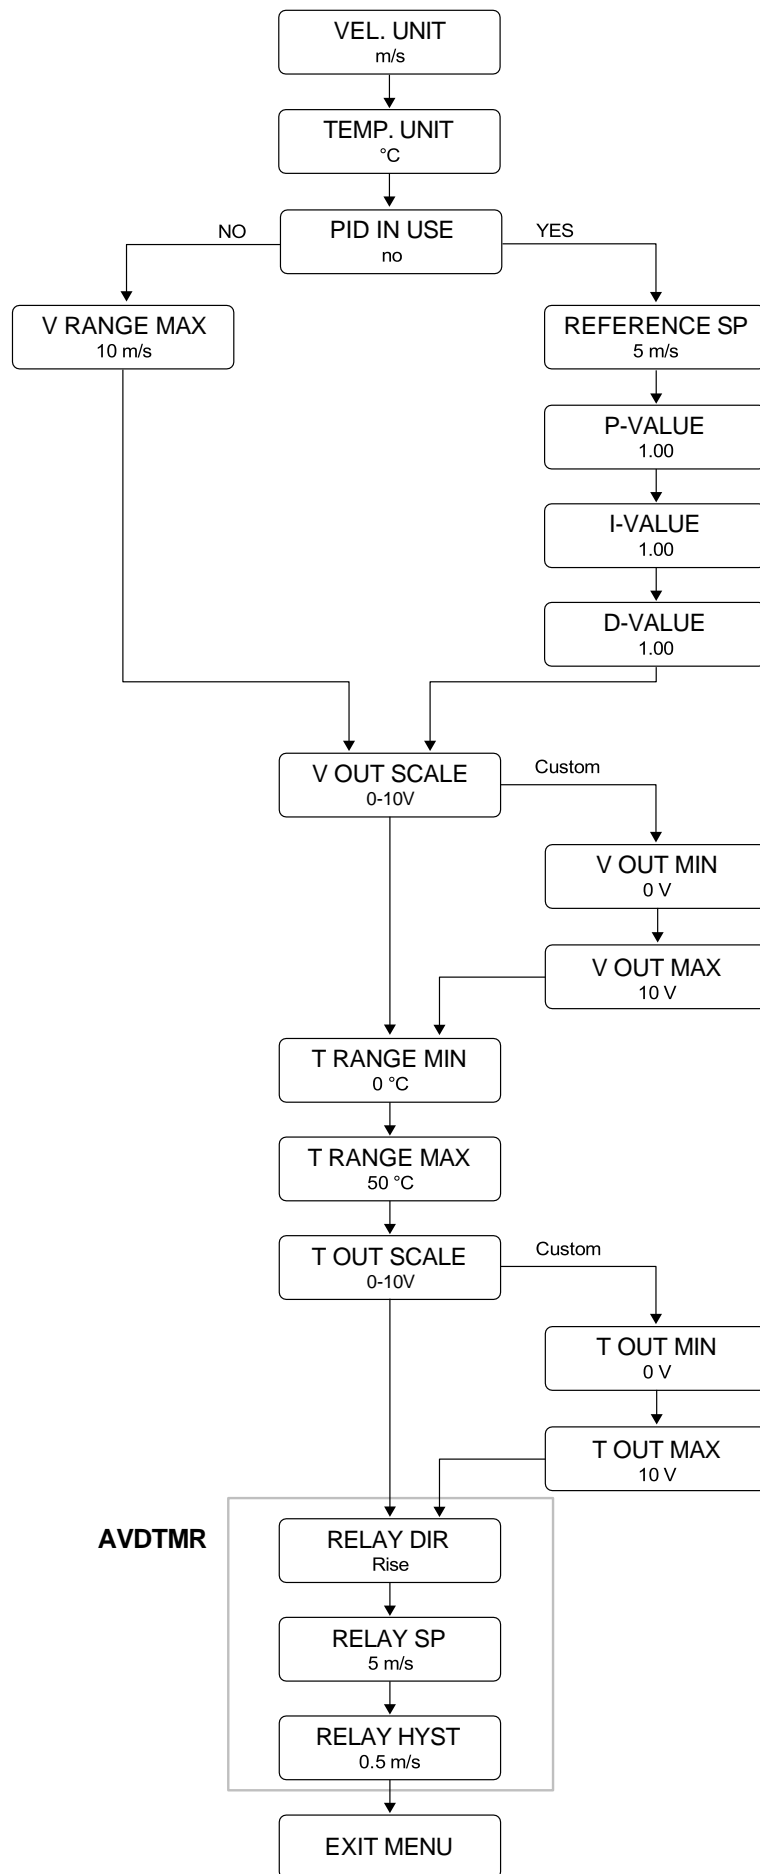 VEL. UNIT
m/s
TEMP. UNIT
°C
NO
PID IN USE
no
YES
V RANGE MAX
10 m/s
REFERENCE SP
5 m/s
P-VALUE
1.00
I-VALUE
1.00
D-VALUE
1.00
V OUT SCALE
0-10V
Custom
V OUT MIN
0 V
V OUT MAX
10 V
T RANGE MIN
0 °C
T RANGE MAX
50 °C
T OUT SCALE
0-10V
Custom
T OUT MIN
0 V
T OUT MAX
10 V
AVDTMR
RELAY DIR
Rise
RELAY SP
5 m/s
RELAY HYST
0.5 m/s
EXIT MENU